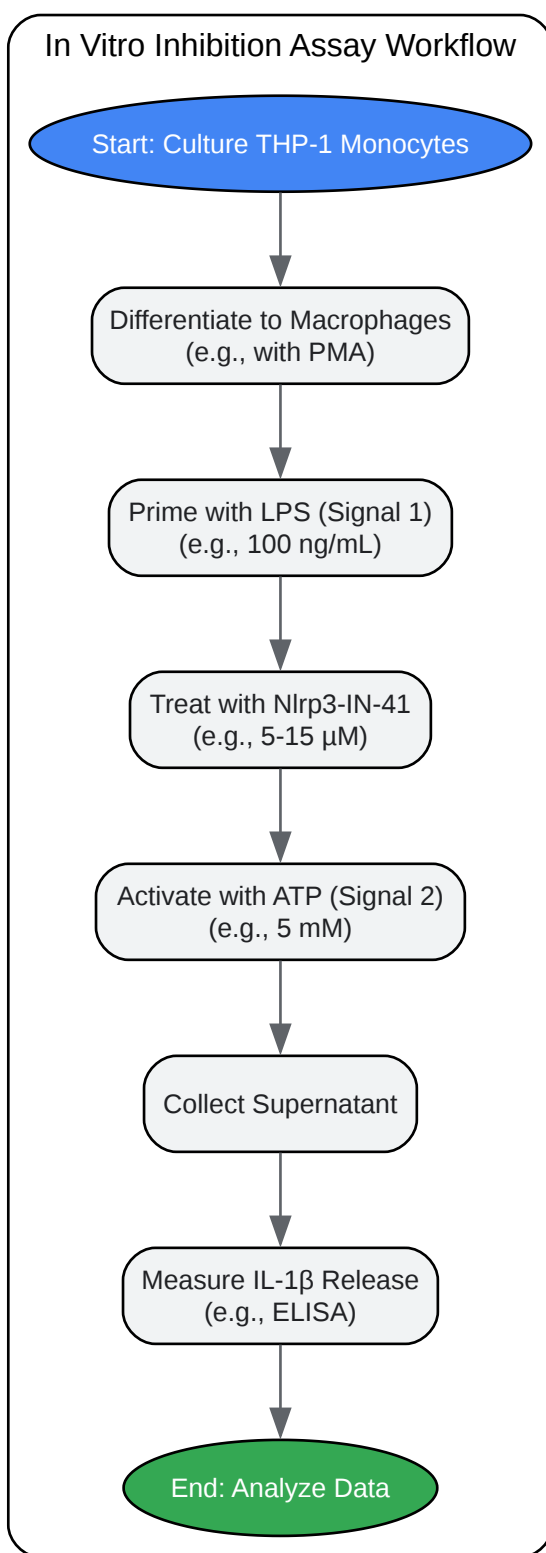 In Vitro Inhibition Assay Workflow
Start: Culture THP-1 Monocytes
Differentiate to Macrophages
(e.g., with PMA)
Prime with LPS (Signal 1)
(e.g., 100 ng/mL)
Treat with Nlrp3-IN-41
(e.g., 5-15 µM)
Activate with ATP (Signal 2)
(e.g., 5 mM)
Collect Supernatant
Measure IL-1β Release
(e.g., ELISA)
End: Analyze Data